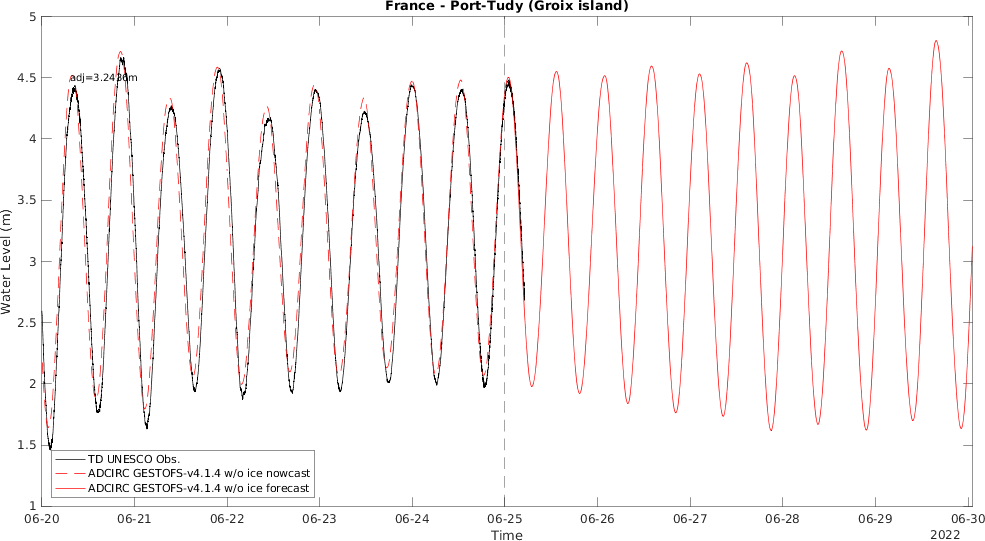 France - Port-Tudy (Groix island)
5
4.5
4
3.5
3
2.5
2
1.5
1
Water Level (m)
adj=3.2436m
TD UNESCO Obs.
ADCIRC GESTOFS-v4.1.4 w/o ice nowcast
ADCIRC GESTOFS-v4.1.4 w/o ice forecast
06-20 06-21 06-22 06-23 06-24 06-25 06-26 06-27 06-28 06-29 06-30
Time
2022